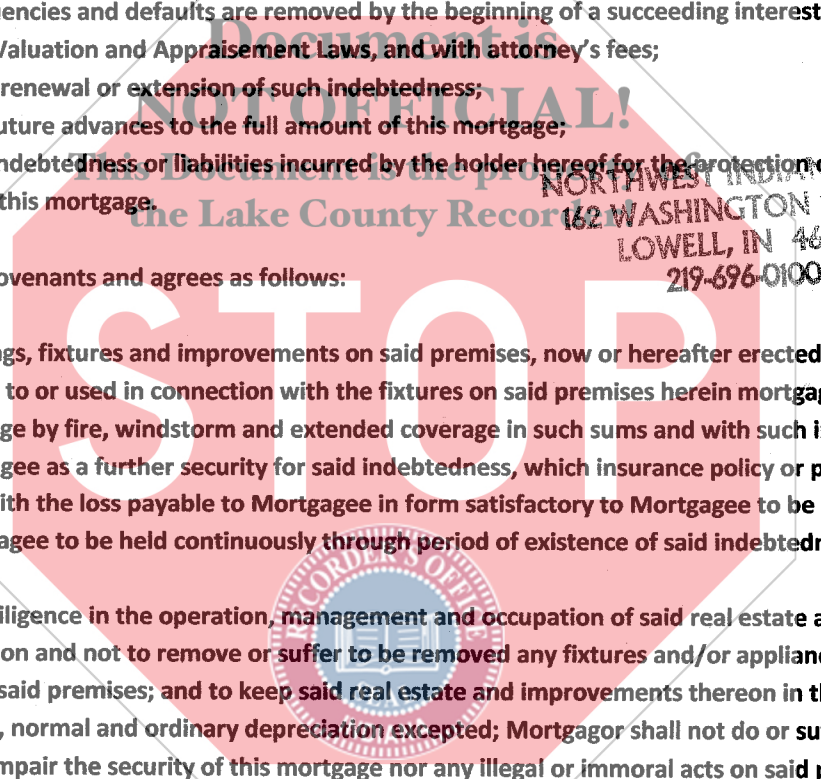 encies and defaults are removed by the beginning of a succeeding interest
Document is
Valuation and Appraisement Laws, and with attorney's fees;
renewal or extension of such indebtedness;
NOT OFFICIAL!
uture advances to the full amount of this mortgage;
ndebtedness or liabilities incurred by the holder hereof for the protection
This Document is the
NORTHWEST
this mortgage.
the Lake County Recorder!
162 WASHINGTON
LOWELL, IN 46
ovenants and agrees as follows:
219-696-0100
STOP
gs, fixtures and improvements on said premises, now or hereafter erected
to or used in connection with the fixtures on said premises herein mortgag
ge by fire, windstorm and extended coverage in such sums and with such i
gee as a further security for said indebtedness, which insurance policy or p
ith the loss payable to Mortgagee in form satisfactory to Mortgagee to be
agee to be held continuously through period of existence of said indebtedn
RECORDER'S OFFICE
iligence in the operation, management and occupation of said real estate a
on and not to remove or suffer to be removed any fixtures and/or applianc
said premises; and to keep said real estate and improvements thereon in th
, normal and ordinary depreciation excepted; Mortgagor shall not do or su
mpair the security of this mortgage nor any illegal or immoral acts on said p